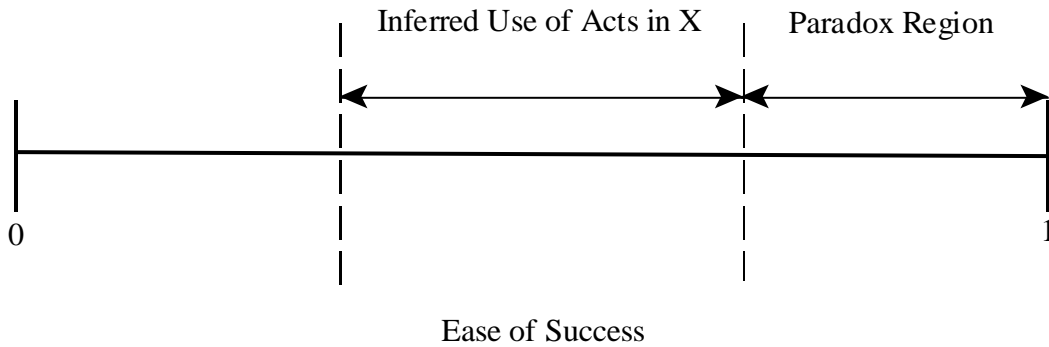 Inferred Use of Acts in X
Paradox Region
0
1
Ease of Success